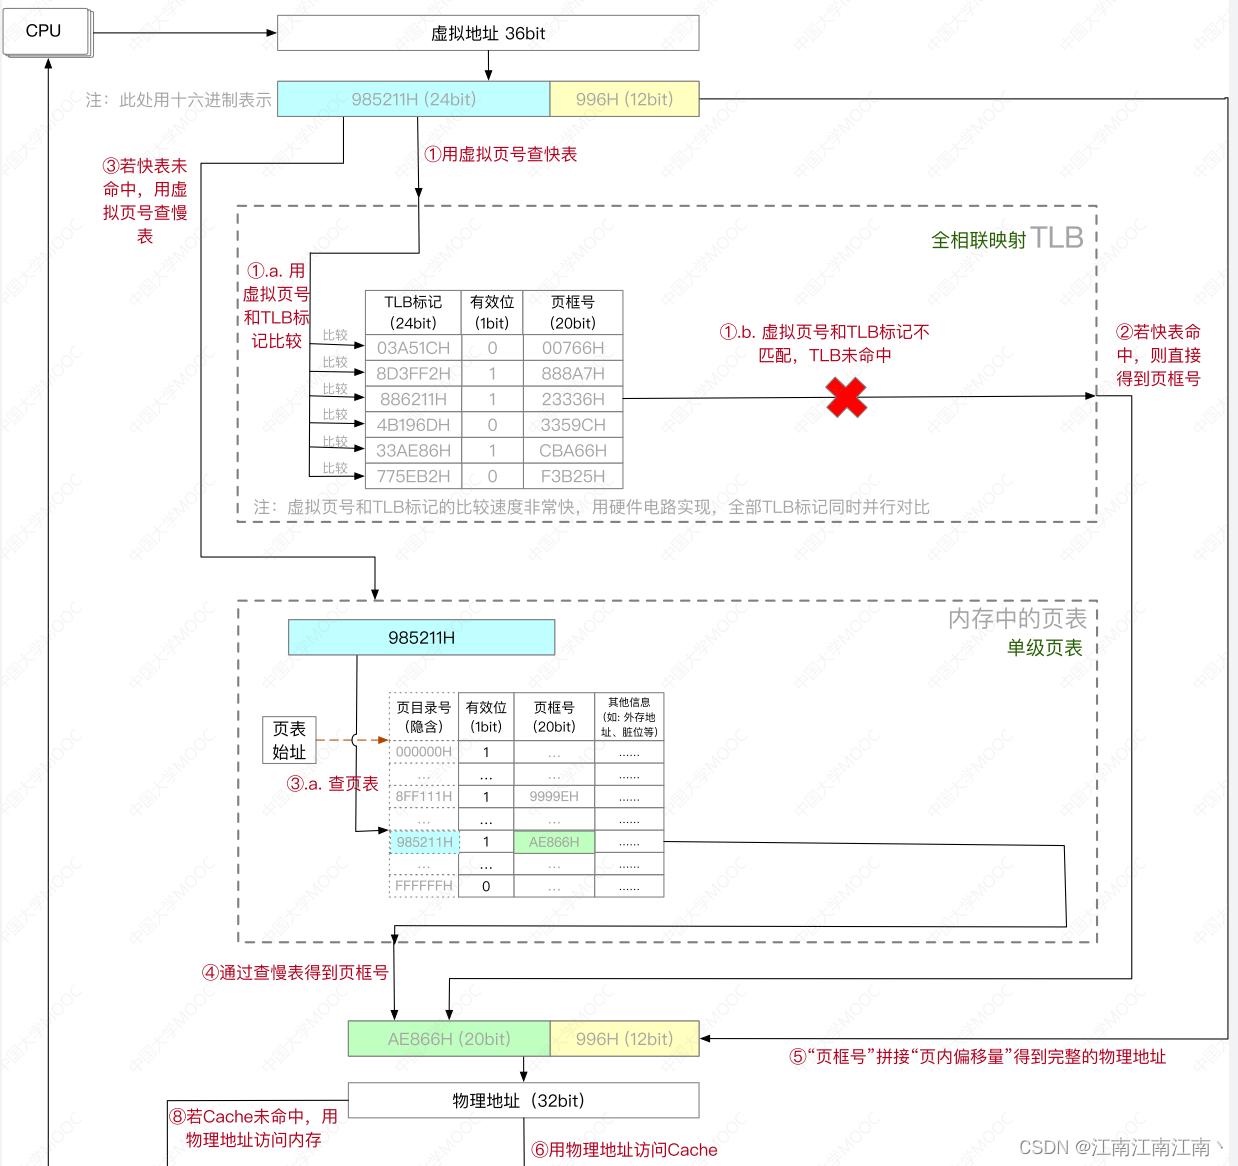 CPU
虚拟地址 36bit
注：此处用十六进制表示
985211H (24bit)
996H (12bit)
①用虚拟页号查快表
③若快表未
命中，用虚
拟页号查慢
表
全相联映射 TLB
①.a. 用
虚拟页号
和TLB标
记比较
TLB标记
(24bit)
有效位
(1bit)
页框号
(20bit)
比较
03A51CH
0
00766H
比较
8D3FF2H
1
888A7H
比较
886211H
1
23336H
比较
4B196DH
0
3359CH
比较
33AE86H
1
CBA66H
比较
775EB2H
0
F3B25H
①.b. 虚拟页号和TLB标记不
匹配，TLB未命中
②若快表命
中，则直接
得到页框号
注：虚拟页号和TLB标记的比较速度非常快，用硬件电路实现，全部TLB标记同时并行对比
内存中的页表
单级页表
985211H
页表
始址
页目录号
(隐含)
有效位
(1bit)
页框号
(20bit)
其他信息
(如: 外存地
址、脏位等)
000000H
1
...
......
...
...
......
③.a. 查页表
8FF111H
1
9999EH
......
...
...
...
......
985211H
1
AE866H
......
...
...
...
......
FFFFFFH
0
...
......
④通过查慢表得到页框号
AE866H (20bit)
996H (12bit)
⑤“页框号”拼接“页内偏移量”得到完整的物理地址
物理地址（32bit）
⑧若Cache未命中，用
物理地址访问内存
⑥用物理地址访问Cache
CSDN @江南江南江南丶
中国大学MOOC